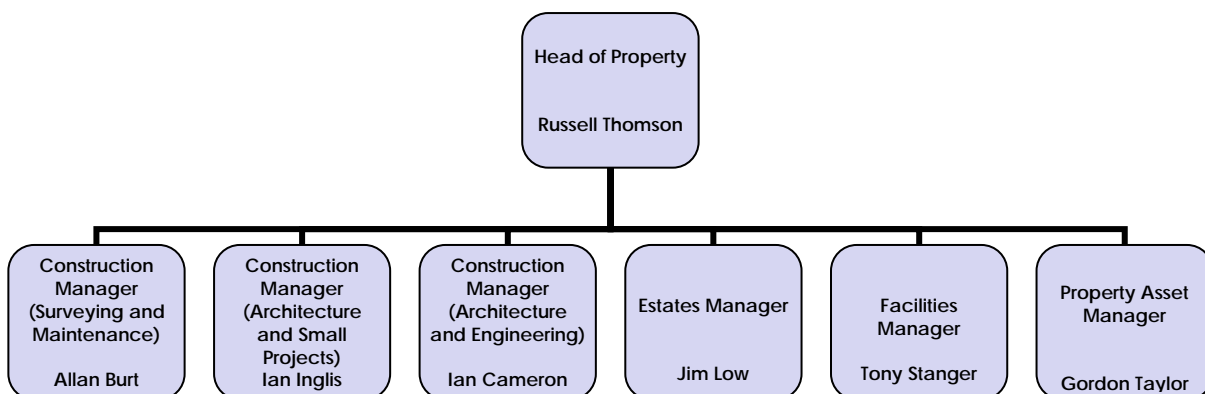 Head of Property
Russell Thomson
Construction
Manager
(Surveying and
Maintenance)
Allan Burt
Construction
Manager
(Architecture
and Small
Projects)
Ian Inglis
Construction
Manager
(Architecture
and Engineering)
Ian Cameron
Estates Manager
Jim Low
Facilities
Manager
Tony Stanger
Property Asset
Manager
Gordon Taylor